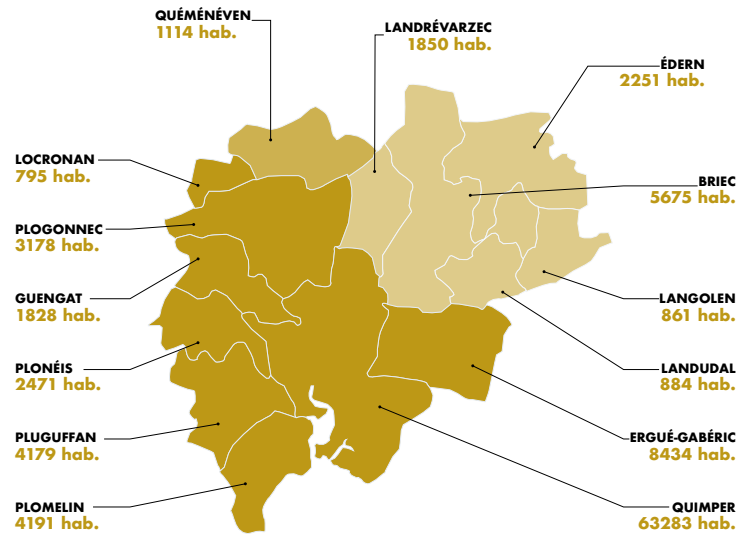 QUÉMÉNÉVEN
1114 hab.
LANDRÉVARZEC
1850 hab.
ÉDERN
2251 hab.
LOCRONAN
795 hab.
BRIEC
5675 hab.
PLOGONNEC
3178 hab.
GUENGAT
1828 hab.
LANGOLEN
861 hab.
PLONÉIS
2471 hab.
LANDUDAL
884 hab.
PLUGUFFAN
4179 hab.
ERGUÉ-GABÉRIC
8434 hab.
PLOMELIN
4191 hab.
QUIMPER
63283 hab.